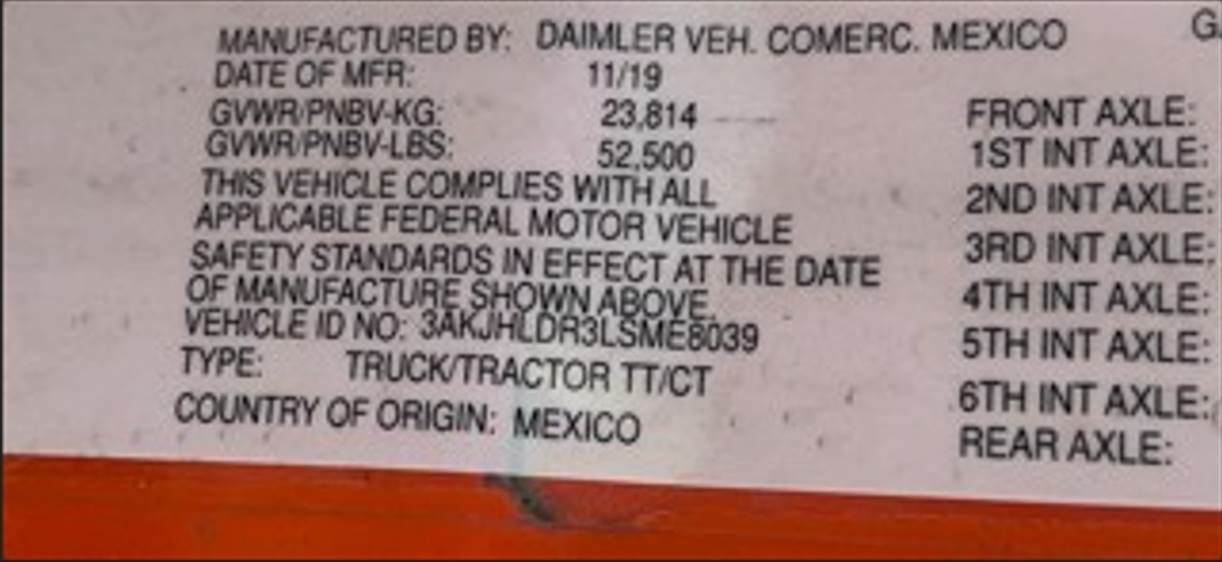 MANUFACTURED BY: DAIMLER VEH. COMERC. MEXICO
DATE OF MFR: 11/19
GVWR/PNBV-KG: 23,814
GVWR/PNBV-LBS: 52,500
THIS VEHICLE COMPLIES WITH ALL
APPLICABLE FEDERAL MOTOR VEHICLE
SAFETY STANDARDS IN EFFECT AT THE DATE
OF MANUFACTURE SHOWN ABOVE.
VEHICLE ID NO: 3AKJHLDR3LSME8039
TYPE: TRUCK/TRACTOR TT/CT
COUNTRY OF ORIGIN: MEXICO
FRONT AXLE:
1ST INT AXLE:
2ND INT AXLE:
3RD INT AXLE:
4TH INT AXLE:
5TH INT AXLE:
6TH INT AXLE:
REAR AXLE: